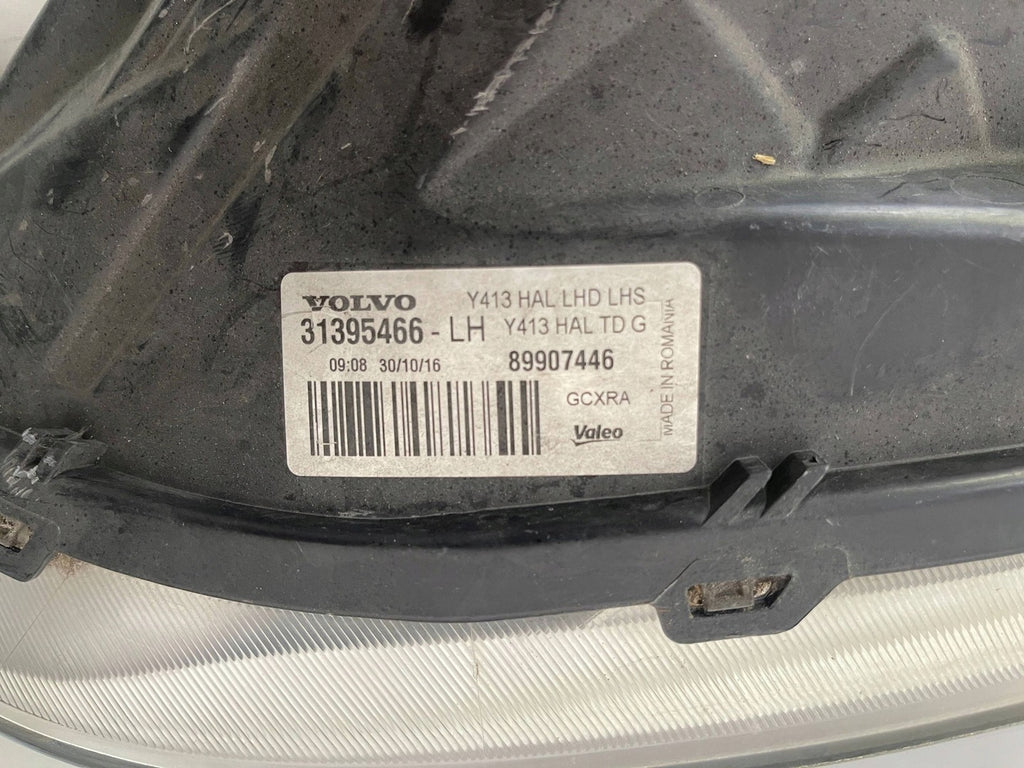 VOLVO Y413 HAL LHD LHS
31395466 - LH Y413 HAL TD G
09:08 30/10/16 89907446
GCXRA
Valeo
MADE IN ROMANIA